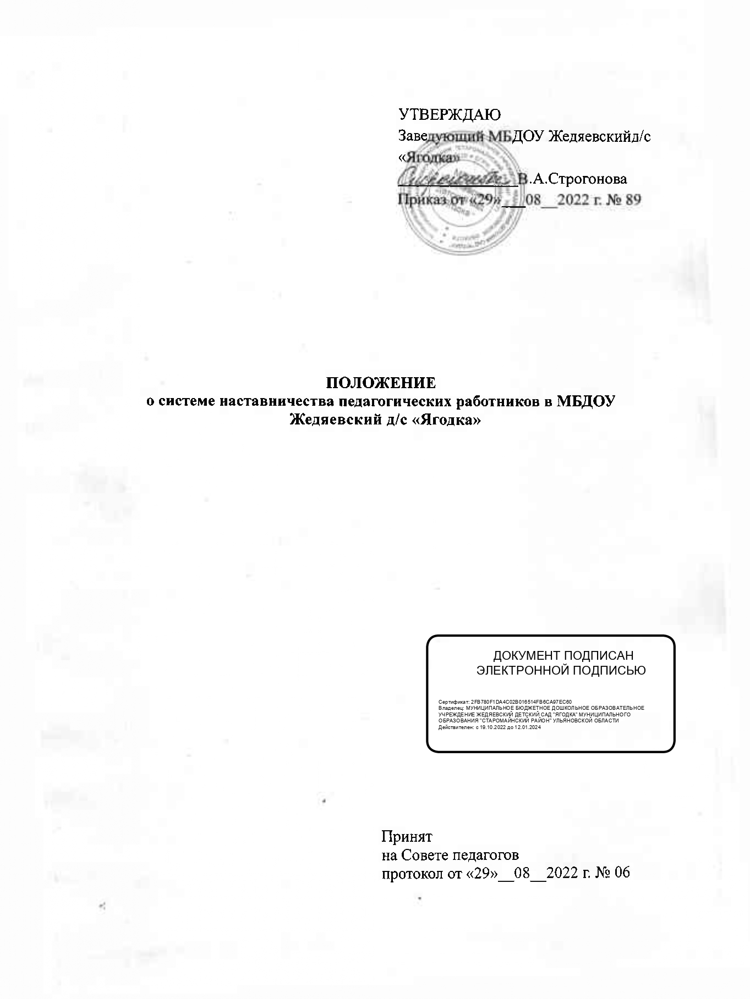 УТВЕРЖДАЮ
Заведующий МБДОУ Жедяевскийд/с
«Ягодка»
_______________В.А.Строгонова
Приказ от «29»___08__2022 г. № 89
ПОЛОЖЕНИЕ
о системе наставничества педагогических работников в МБДОУ
Жедяевский д/с «Ягодка»
ДОКУМЕНТ ПОДПИСАН
ЭЛЕКТРОННОЙ ПОДПИСЬЮ
Сертификат: 2FB780F1DA4C02B016514FB6CA97EC60
Владелец: МУНИЦИПАЛЬНОЕ БЮДЖЕТНОЕ ДОШКОЛЬНОЕ ОБРАЗОВАТЕЛЬНОЕ
УЧРЕЖДЕНИЕ ЖЕДЯЕВСКИЙ ДЕТСКИЙ САД "ЯГОДКА" МУНИЦИПАЛЬНОГО
ОБРАЗОВАНИЯ "СТАРОМАЙНСКИЙ РАЙОН" УЛЬЯНОВСКОЙ ОБЛАСТИ
Действителен: с 19.10.2022 до 12.01.2024
Принят
на Совете педагогов
протокол от «29»__08__2022 г. № 06